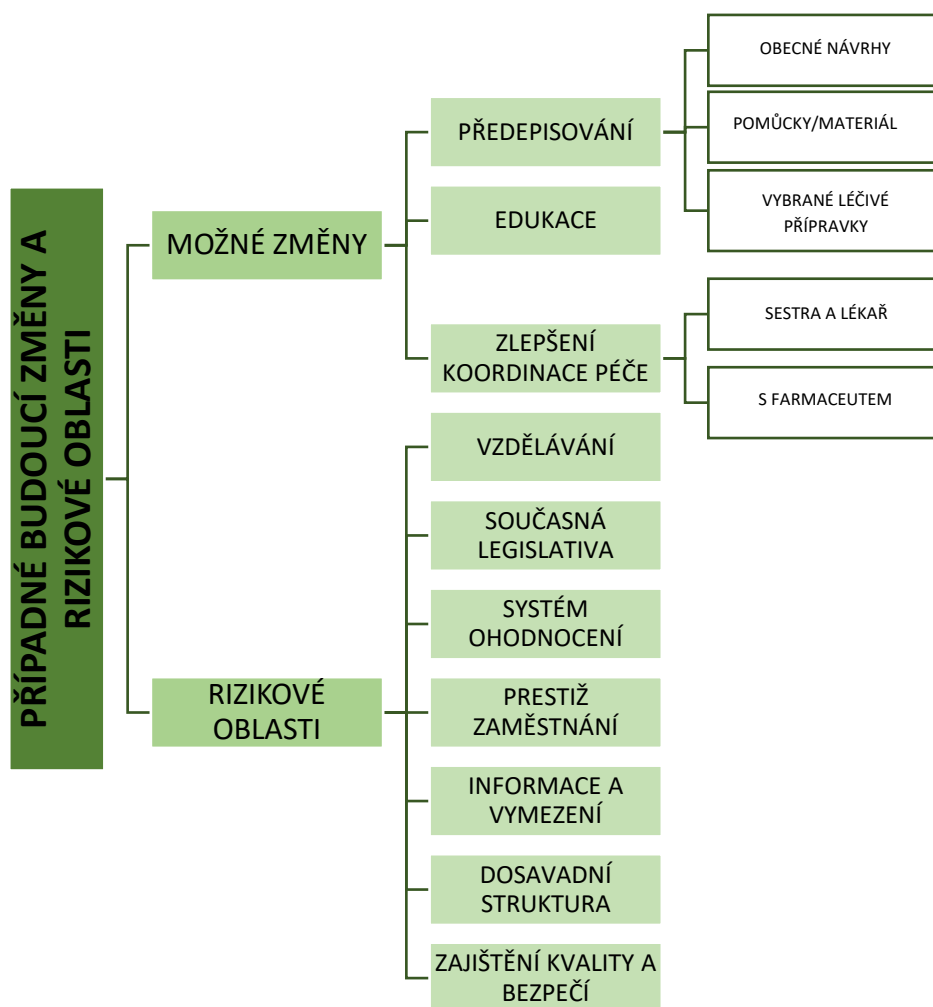 PŘÍPADNÉ BUDOUCÍ ZMĚNY A
RIZIKOVÉ OBLASTI
MOŽNÉ ZMĚNY
PŘEDEPISOVÁNÍ
OBECNÉ NÁVRHY
POMŮCKY/MATERIÁL
VYBRANÉ LÉČIVÉ
PŘÍPRAVKY
EDUKACE
ZLEPŠENÍ
KOORDINACE PÉČE
SESTRA A LÉKAŘ
S FARMACEUTEM
RIZIKOVÉ
OBLASTI
VZDĚLÁVÁNÍ
SOUČASNÁ
LEGISLATIVA
SYSTÉM
OHODNOCENÍ
PRESTIŽ
ZAMĚSTNÁNÍ
INFORMACE A
VYMEZENÍ
DOSAVADNÍ
STRUKTURA
ZAJIŠTĚNÍ KVALITY A
BEZPEČÍ